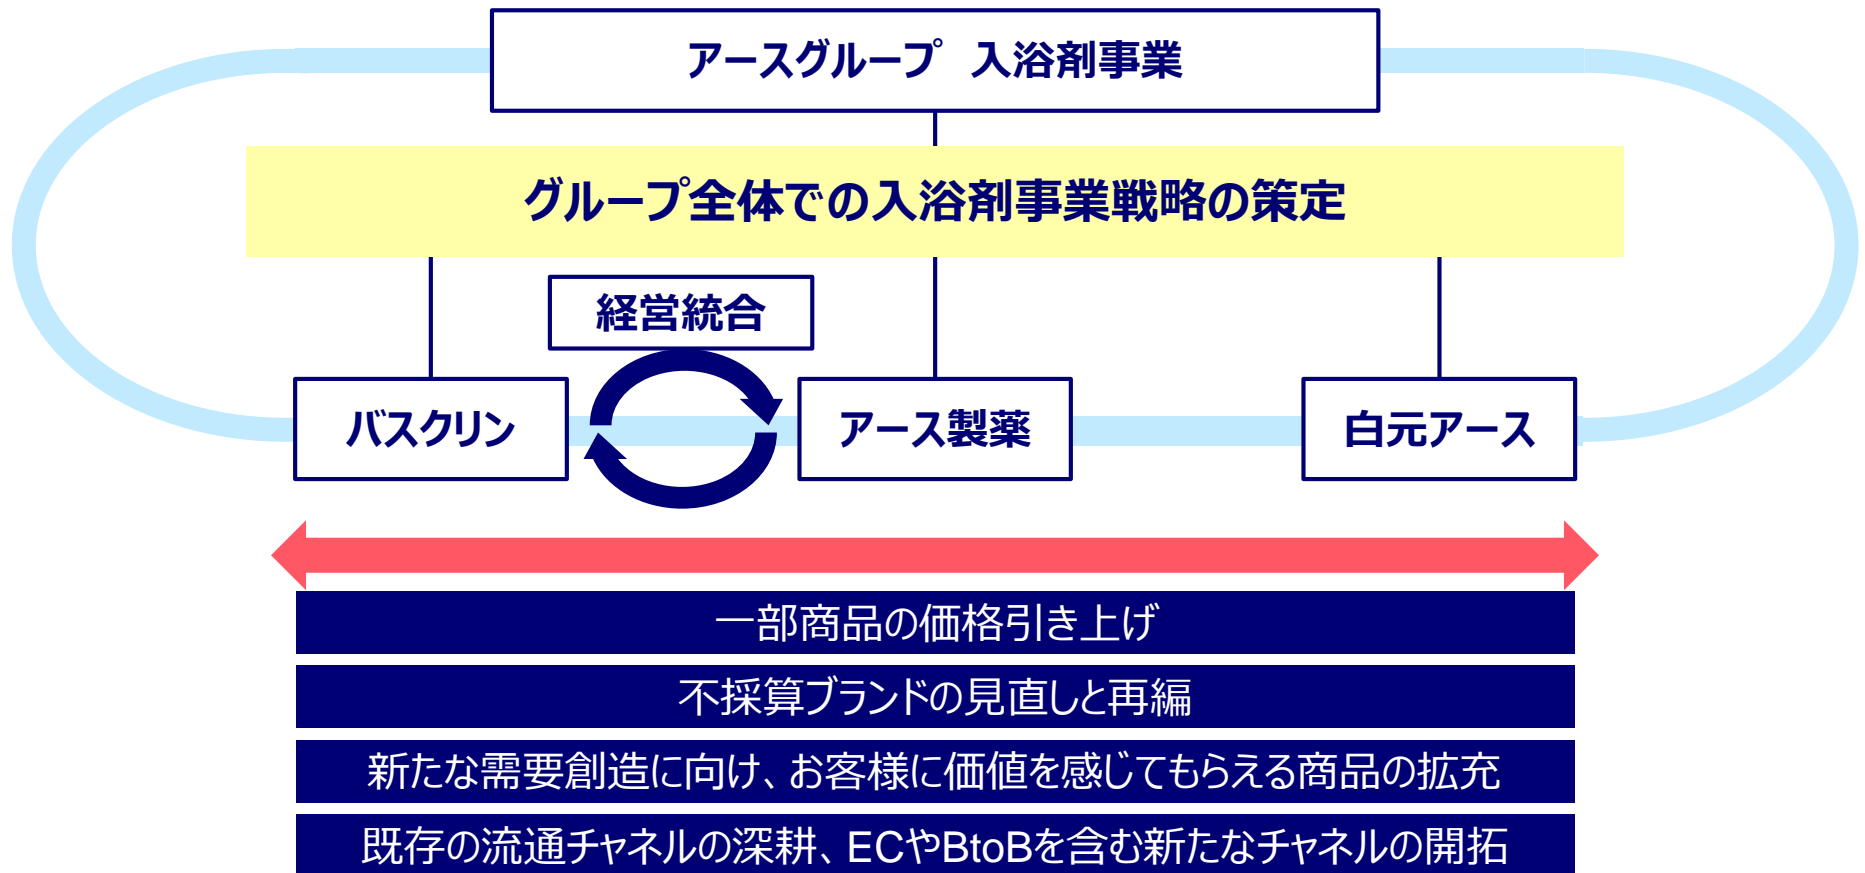 アースグループ 入浴剤事業
グループ全体での入浴剤事業戦略の策定
経営統合
バスクリン
アース製薬
白元アース
一部商品の価格引き上げ
不採算ブランドの見直しと再編
新たな需要創造に向け、お客様に価値を感じてもらえる商品の拡充
既存の流通チャネルの深耕、ECやBtoBを含む新たなチャネルの開拓